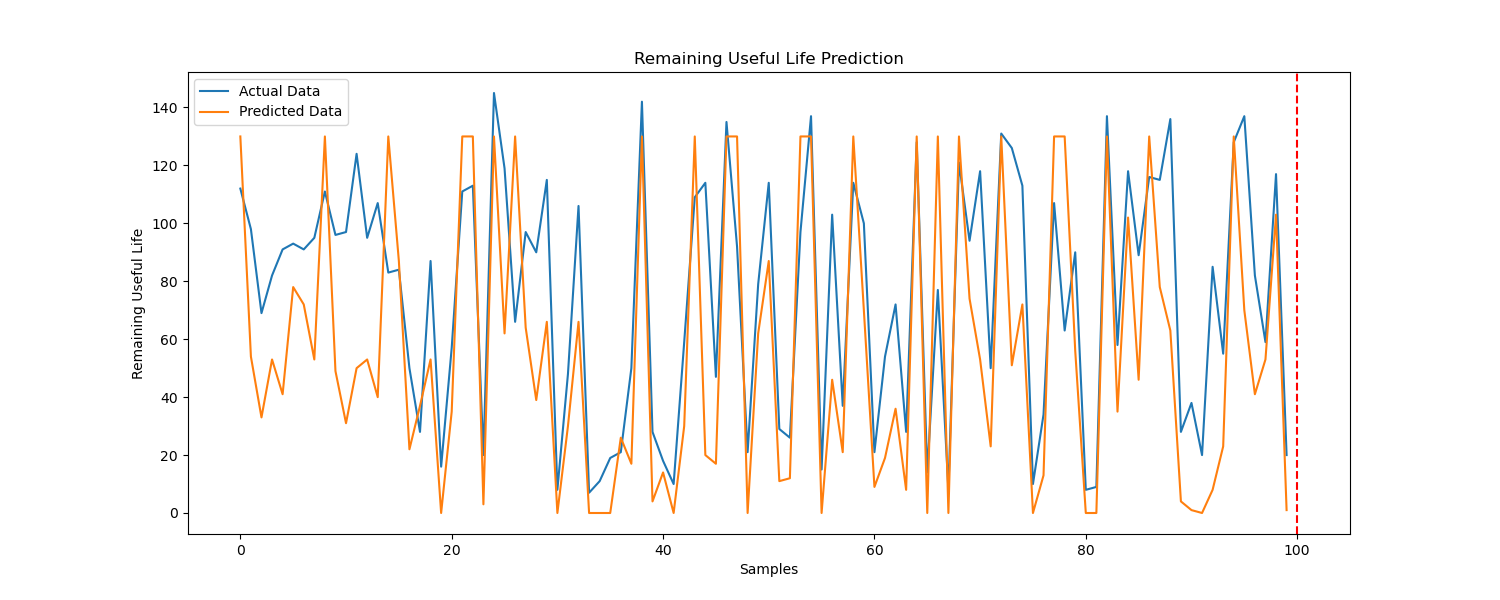 Remaining Useful Life Prediction
Actual Data
Predicted Data
Remaining Useful Life
140
120
100
80
60
40
20
0
0 20 40 60 80 100
Samples